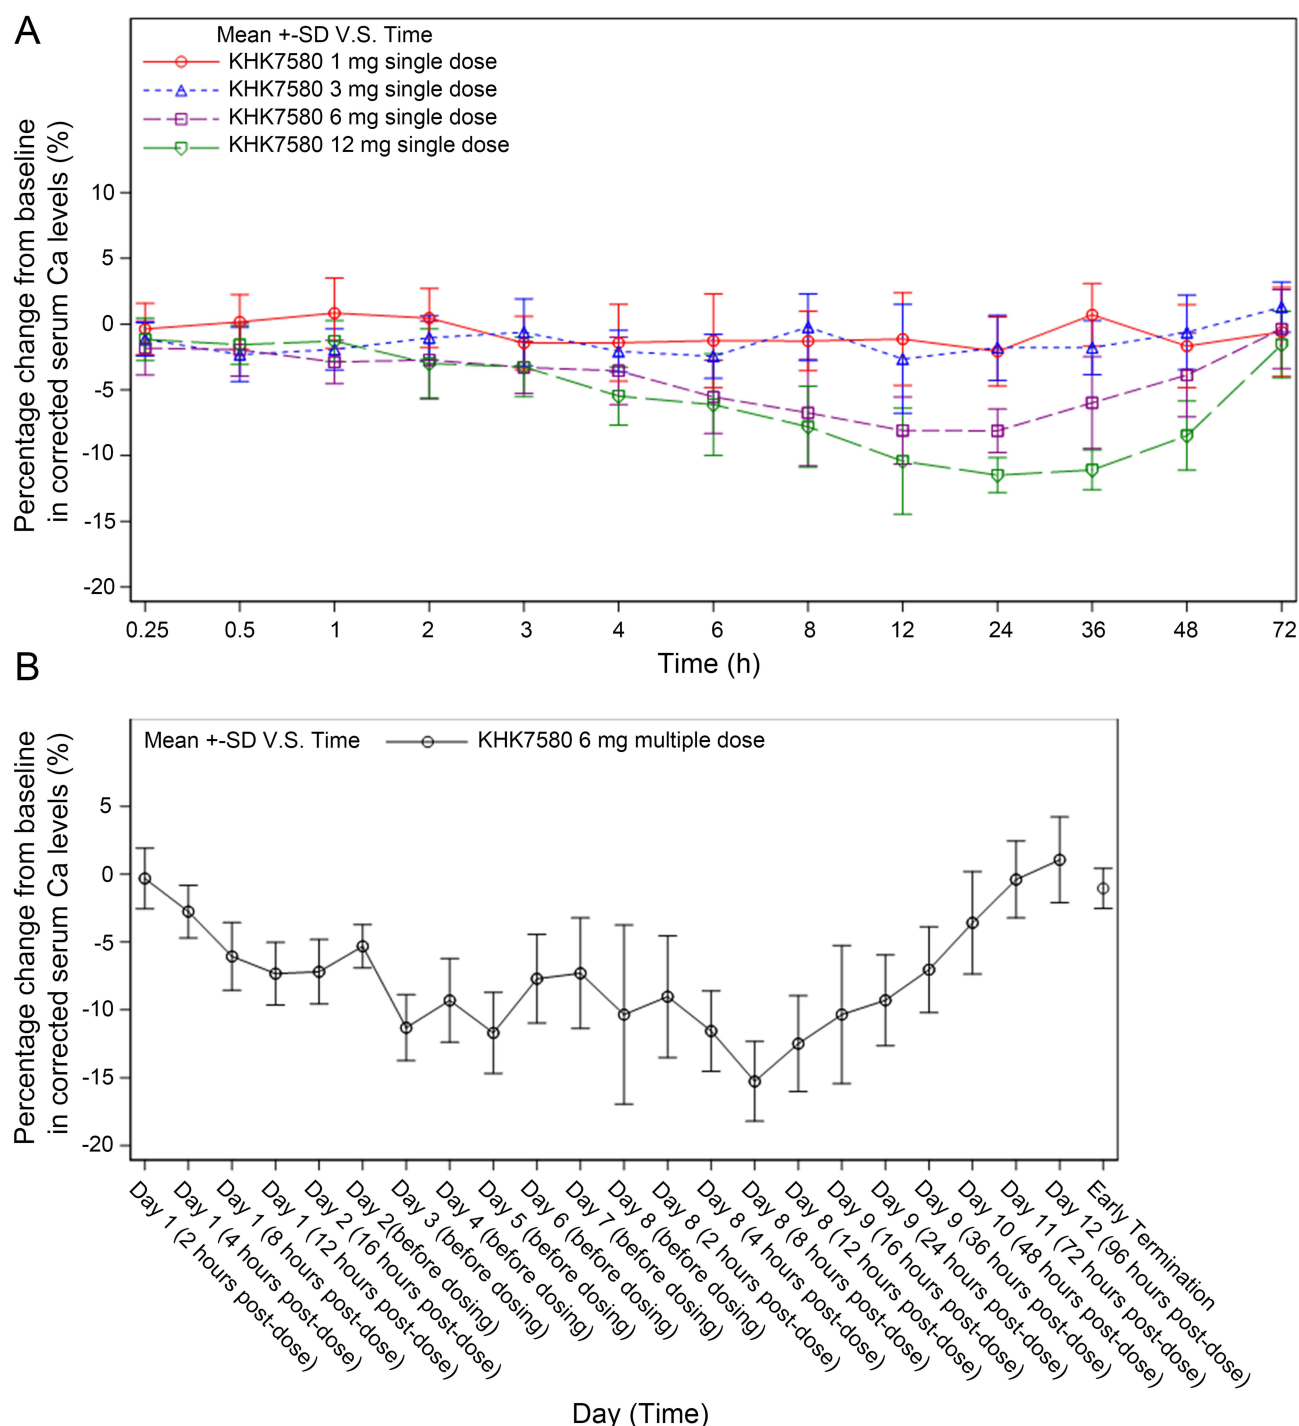 A
Mean +-SD V.S. Time
KHK7580 1 mg single dose
KHK7580 3 mg single dose
KHK7580 6 mg single dose
KHK7580 12 mg single dose
Percentage change from baseline
in corrected serum Ca levels (%)
10
5
0
-5
-10
-15
-20
0.25 0.5 1 2 3 4 6 8 12 24 36 48 72
Time (h)
B
Mean +-SD V.S. Time
KHK7580 6 mg multiple dose
Percentage change from baseline
in corrected serum Ca levels (%)
5
0
-5
-10
-15
-20
Day 1 (2 hours post-dose)
Day 1 (4 hours post-dose)
Day 1 (8 hours post-dose)
Day 1 (12 hours post-dose)
Day 2 (16 hours post-dose)
Day 2(before dosing)
Day 3 (before dosing)
Day 4 (before dosing)
Day 5 (before dosing)
Day 6 (before dosing)
Day 7 (before dosing)
Day 8 (before dosing)
Day 8 (2 hours post-dose)
Day 8 (4 hours post-dose)
Day 8 (8 hours post-dose)
Day 8 (12 hours post-dose)
Day 9 (16 hours post-dose)
Day 9 (24 hours post-dose)
Day 9 (36 hours post-dose)
Day 10 (48 hours post-dose)
Day 11 (72 hours post-dose)
Day 12 (96 hours post-dose)
Early Termination
Day (Time)